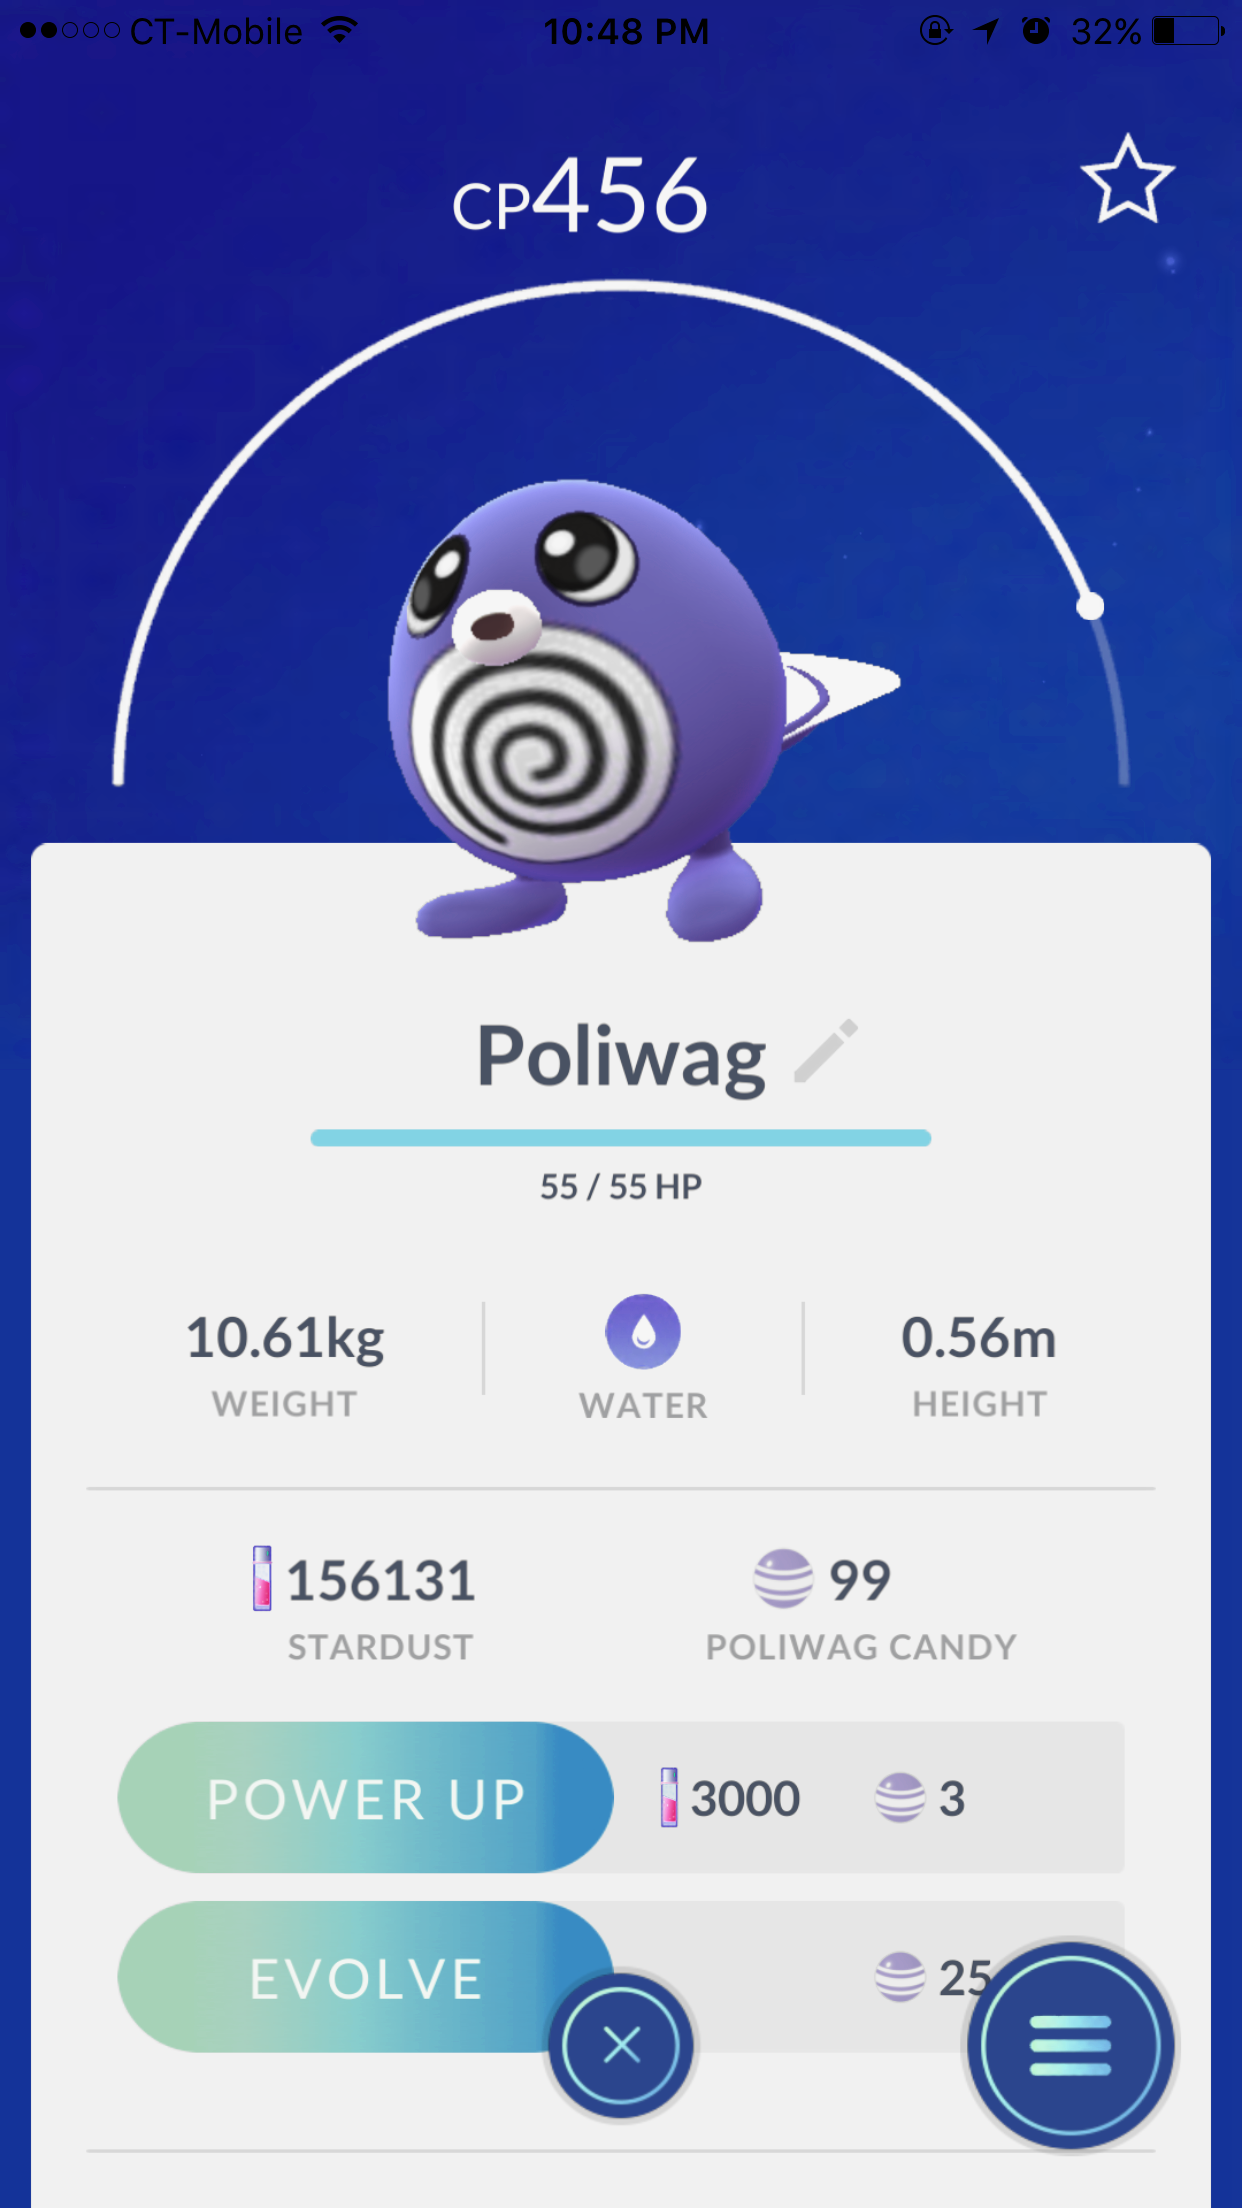 CT-Mobile 10:48 PM 32%
CP456
Poliwag
55 / 55 HP
10.61kg 0.56m
WEIGHT WATER HEIGHT
156131 99
STARDUST POLIWAG CANDY
POWER UP 3000 3
EVOLVE 25